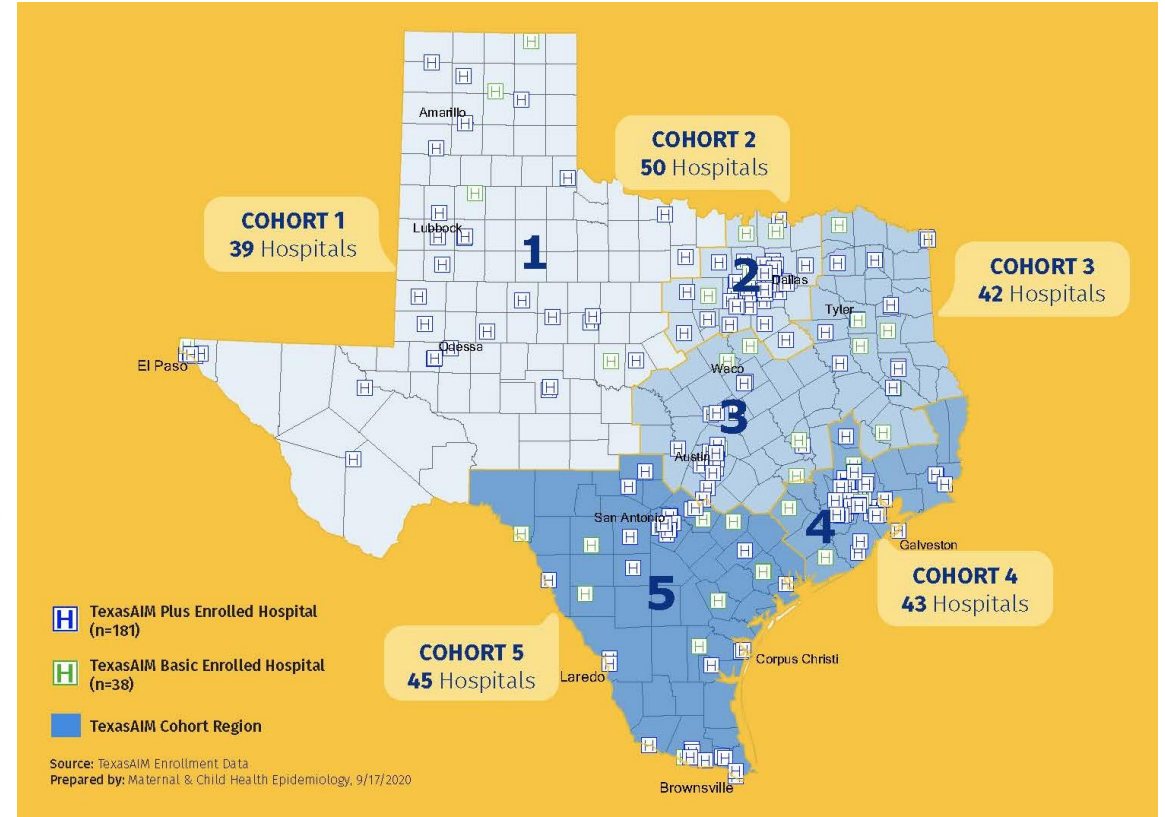 Amarillo
COHORT 2
50 Hospitals
COHORT 1
39 Hospitals
Lubbock
1
2
Dallas
COHORT 3
42 Hospitals
Tyler
Odessa
El Paso
Waco
3
Austin
San Antonio
4
Galveston
COHORT 4
43 Hospitals
5
H TexasAIM Plus Enrolled Hospital
(n=181)
H TexasAIM Basic Enrolled Hospital
(n=38)
TexasAIM Cohort Region
COHORT 5
45 Hospitals
Laredo
Corpus Christi
Brownsville
Source: TexasAIM Enrollment Data
Prepared by: Maternal & Child Health Epidemiology, 9/17/2020